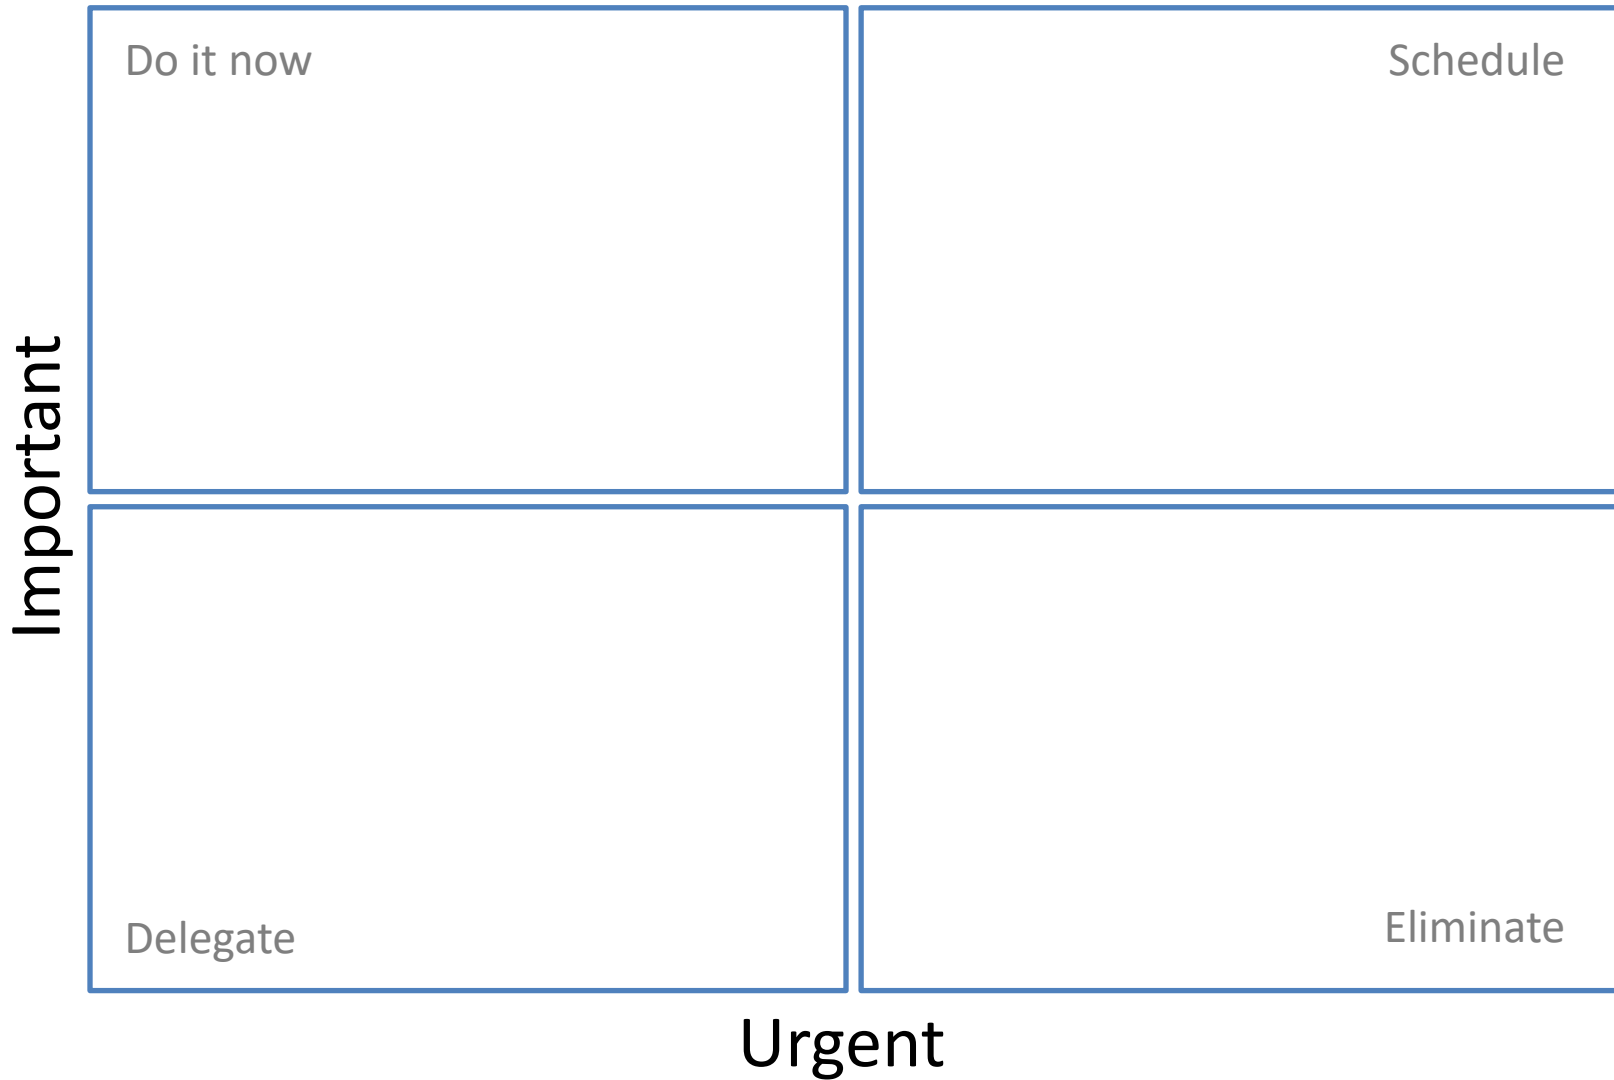 Do it now
Schedule
Important
Delegate
Eliminate
Urgent